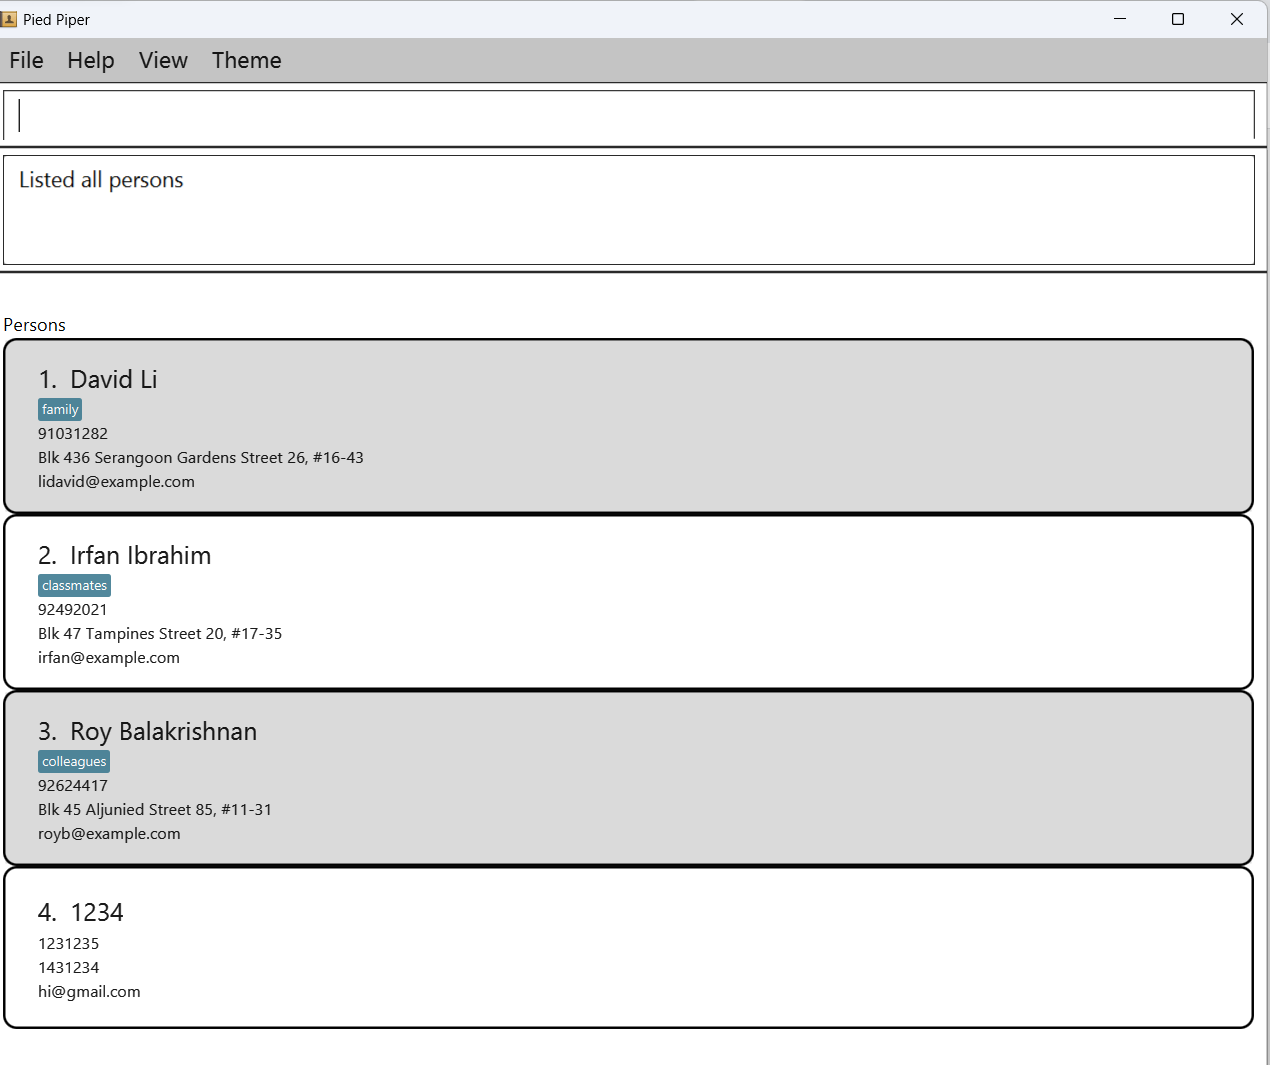 Pied Piper
File Help View Theme
Listed all persons
Persons
1. David Li
family
91031282
Blk 436 Serangoon Gardens Street 26, #16-43
lidavid@example.com
2. Irfan Ibrahim
classmates
92492021
Blk 47 Tampines Street 20, #17-35
irfan@example.com
3. Roy Balakrishnan
colleagues
92624417
Blk 45 Aljunied Street 85, #11-31
royb@example.com
4. 1234
1231235
1431234
hi@gmail.com